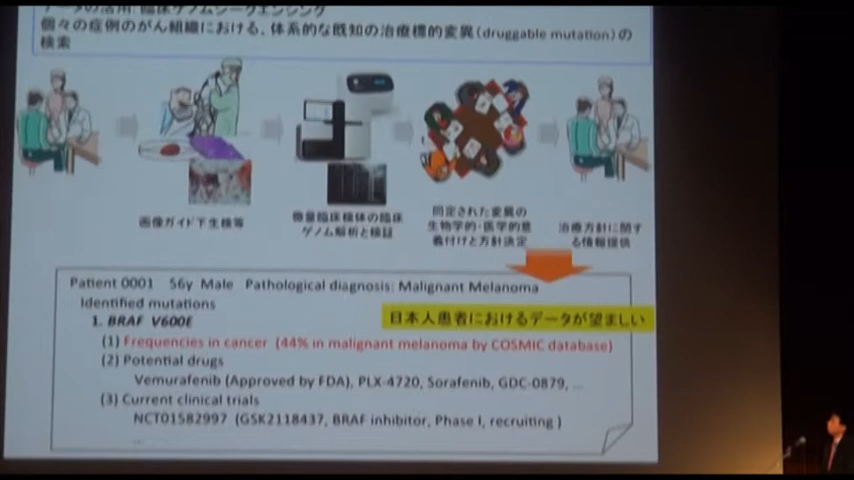 データの活用: 臨床ゲノムシークエンシング
個々の症例のがん組織における、体系的な既知の治療標的変異（druggable mutation）の
検索
画像ガイド下生検等
微量臨床検体の臨床
ゲノム解析と検証
同定された変異の
生物学的・医学的意
義付けと方針決定
治療方針に関す
る情報提供
Patient 0001 56y Male Pathological diagnosis: Malignant Melanoma
Identified mutations
1. BRAF V600E
日本人患者におけるデータが望ましい
(1) Frequencies in cancer (44% in malignant melanoma by COSMIC database)
(2) Potential drugs
Vemurafenib (Approved by FDA), PLX-4720, Sorafenib, GDC-0879, ...
(3) Current clinical trials
NCT01582997 (GSK2118437, BRAF inhibitor, Phase I, recruiting )
...